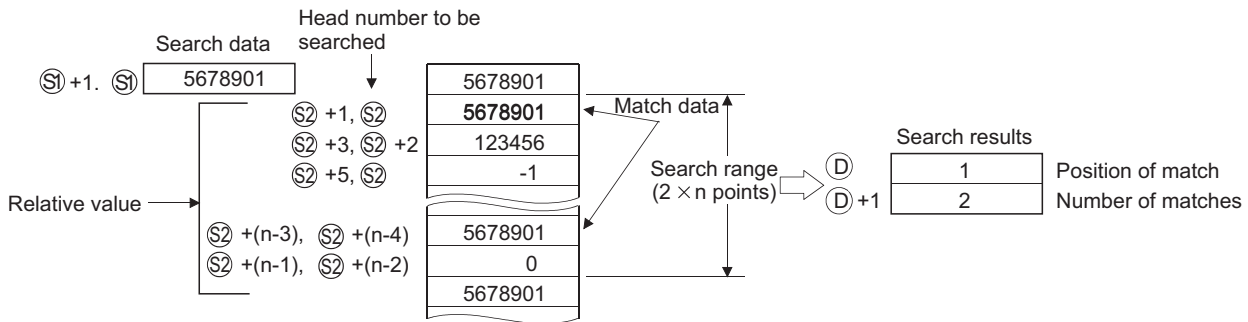 Head number to be
searched
Search data
S1 +1. S1 5678901
5678901
S2 +1, S2 5678901
S2 +3, S2 +2 123456
S2 +5, S2 -1
Match data
Relative value
S2 +(n-3), S2 +(n-4) 5678901
S2 +(n-1), S2 +(n-2) 0
5678901
Search range
(2 × n points)
Search results
D 1 Position of match
D +1 2 Number of matches